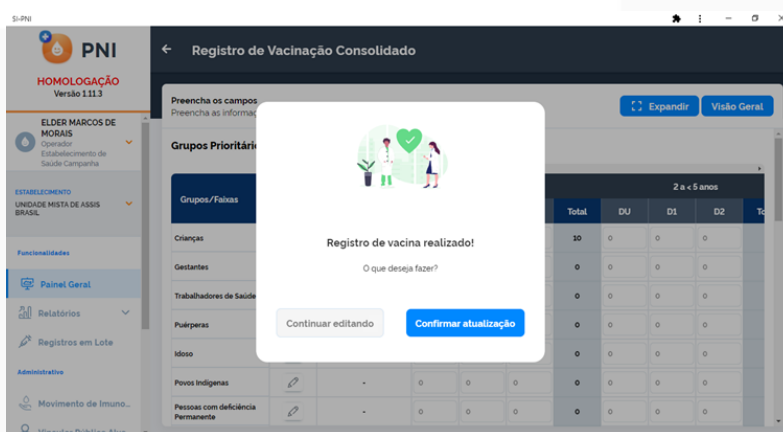 SI-PNI
PNI
HOMOLOGAÇÃO
Versão 1.11.3
ELDER MARCOS DE
MORAIS
Operador
Estabelecimento de
Saúde Campanha
ESTABELECIMENTO
UNIDADE MISTA DE ASSIS
BRASIL
Funcionalidades
Painel Geral
Relatórios
Registros em Lote
Administrativo
Movimento de Imuno...
Registro de Vacinação Consolidado
Preencha os campos
Preencha as
Expandir
Visão Geral
Grupos
2 a < 5 anos
Grupos/Faixas
Total DU D1 D2
Crianças 10 0 0 0
Gestantes 0 0 0 0
Trabalhadores de Saúde 0 0 0 0
Puérperas 0 0 0 0
Idoso 0 0 0 0
Povos Indígenas - 0 0 0 0 0 0 0
Pessoas com deficiência
Permanente - 0 0 0 0 0 0 0
Registro de vacina realizado!
O que deseja fazer?
Continuar editando
Confirmar atualização